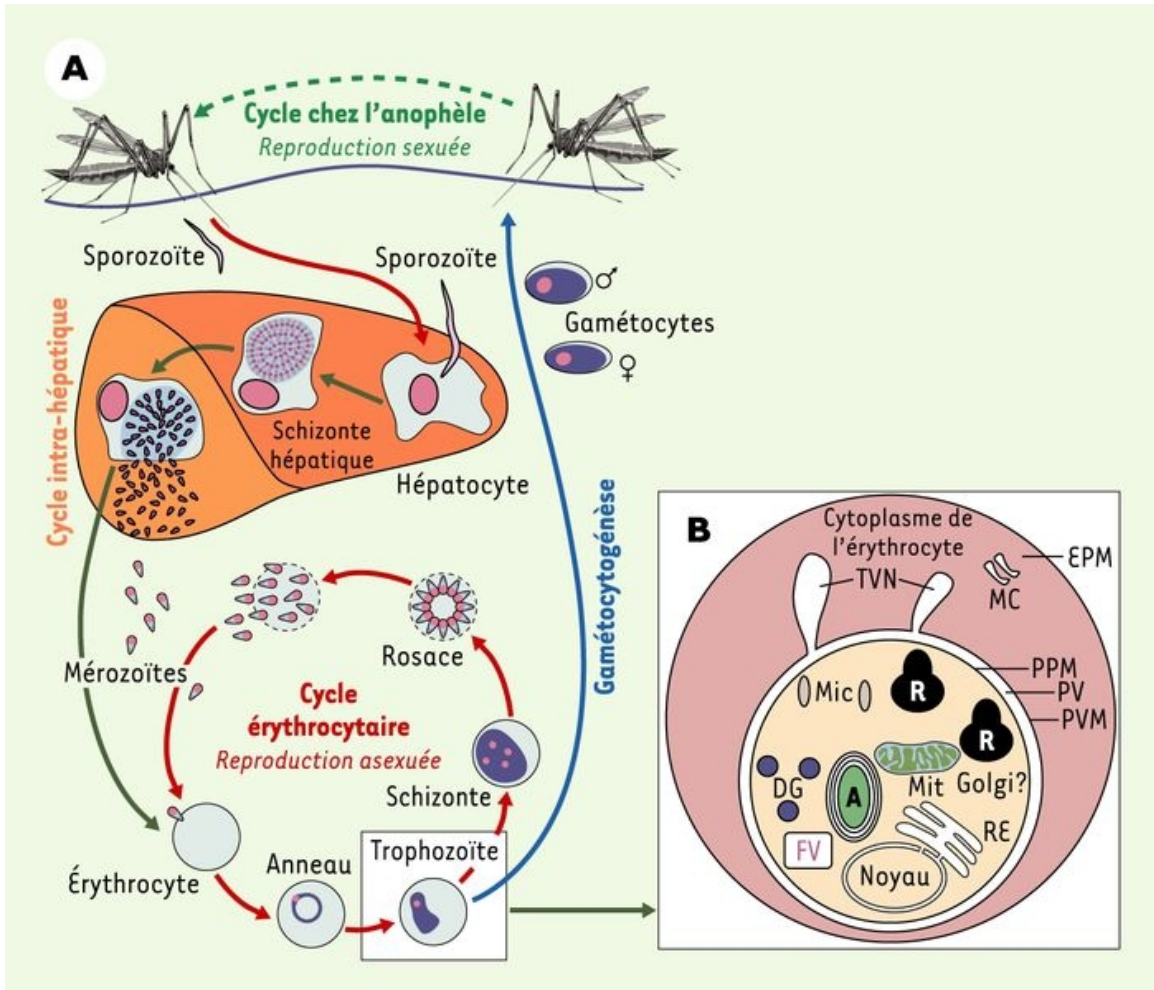 A
Cycle chez l'anophèle
Reproduction sexuée
Sporozoïte
Sporozoïte
♂
Gamétocytes
♀
Cycle intra-hépatique
Schizonte
hépatique
Hépatocyte
Gamétocytogénèse
Mérozoïtes
Rosace
Cycle
érythrocytaire
Reproduction asexuée
Schizonte
Érythrocyte
Anneau
Trophozoïte
B
Cytoplasme de
l'érythrocyte
TVN
MC
EPM
PPM
PV
PVM
Mic
R
R
DG
A
Mit
Golgi?
RE
FV
Noyau